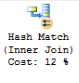 Hash Match
(Inner Join)
Cost: 12 %